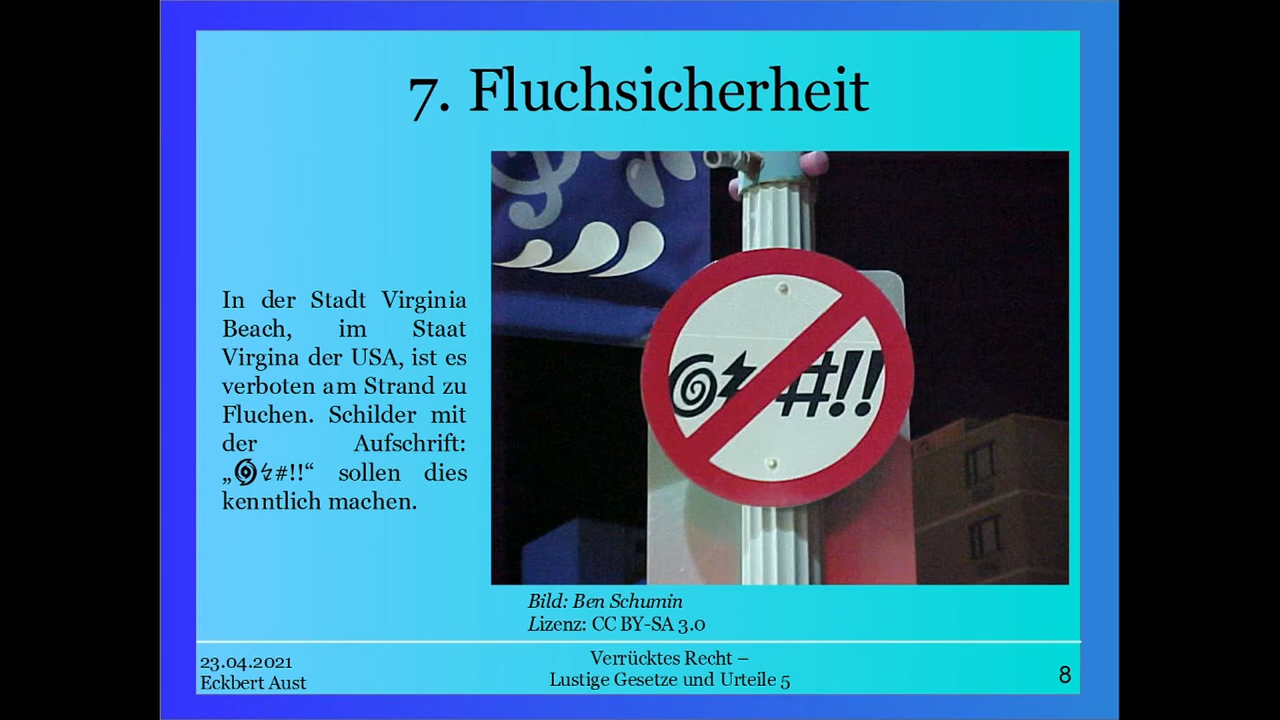 7. Fluchsicherheit
In der Stadt Virginia
Beach, im Staat
Virgina der USA, ist es
verboten am Strand zu
Fluchen. Schilder mit
der Aufschrift:
„🌀↯#!!“ sollen dies
kenntlich machen.
#!!
Bild: Ben Schumin
Lizenz: CC BY-SA 3.0
23.04.2021
Eckbert Aust
Verrücktes Recht –
Lustige Gesetze und Urteile 5
8